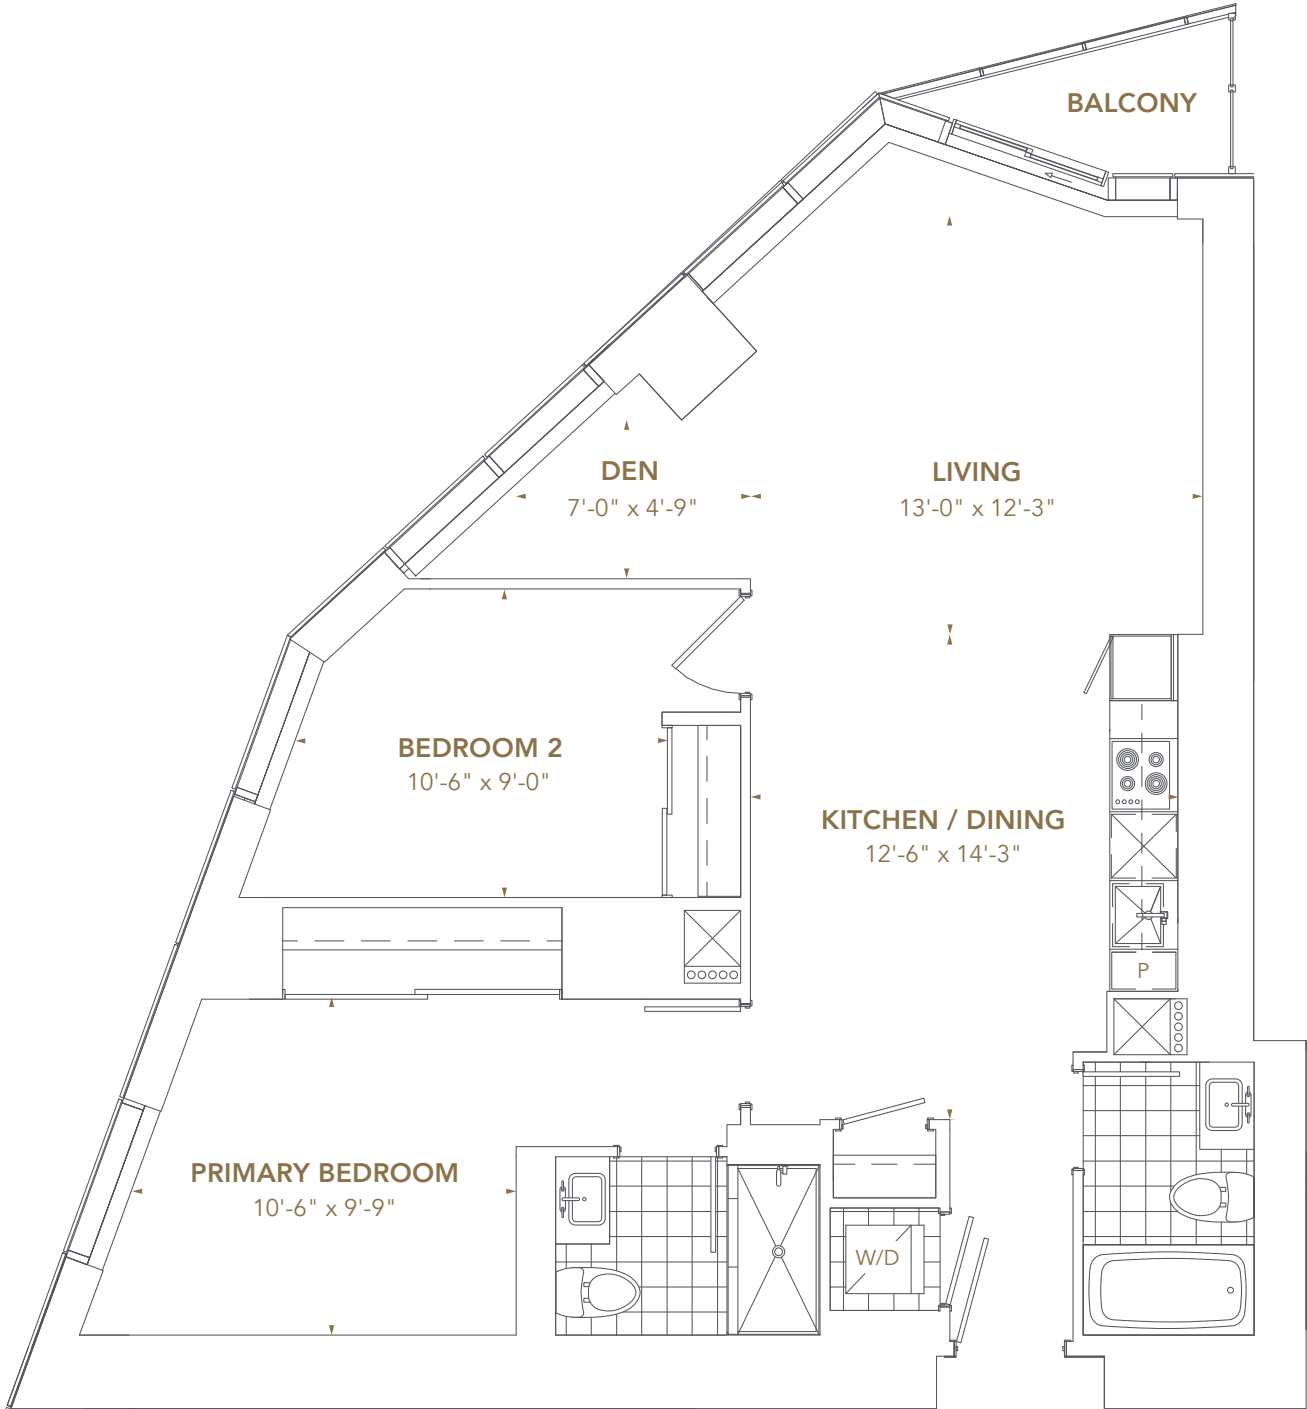 BALCONY
DEN
7'-0" x 4'-9"
LIVING
13'-0" x 12'-3"
BEDROOM 2
10'-6" x 9'-0"
KITCHEN / DINING
12'-6" x 14'-3"
P
PRIMARY BEDROOM
10'-6" x 9'-9"
W/D